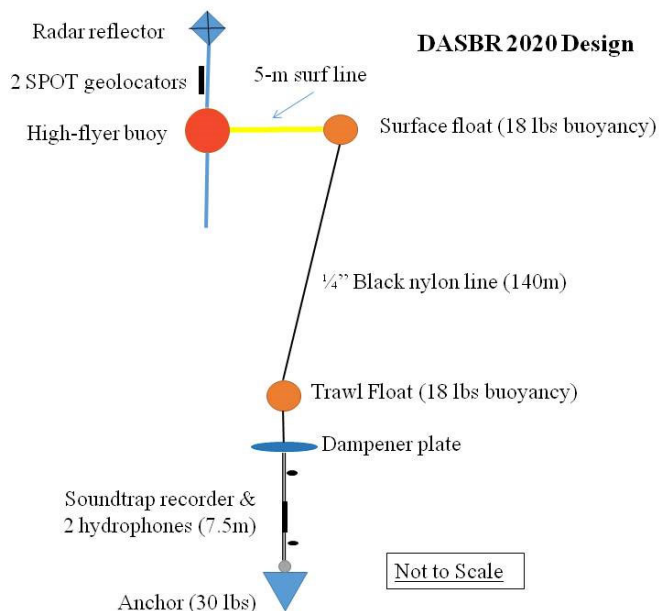 Radar reflector
DASBR 2020 Design
2 SPOT geolocators
5-m surf line
High-flyer buoy
Surface float (18 lbs buoyancy)
¼” Black nylon line (140m)
Trawl Float (18 lbs buoyancy)
Dampener plate
Soundtrap recorder &
2 hydrophones (7.5m)
Not to Scale
Anchor (30 lbs)